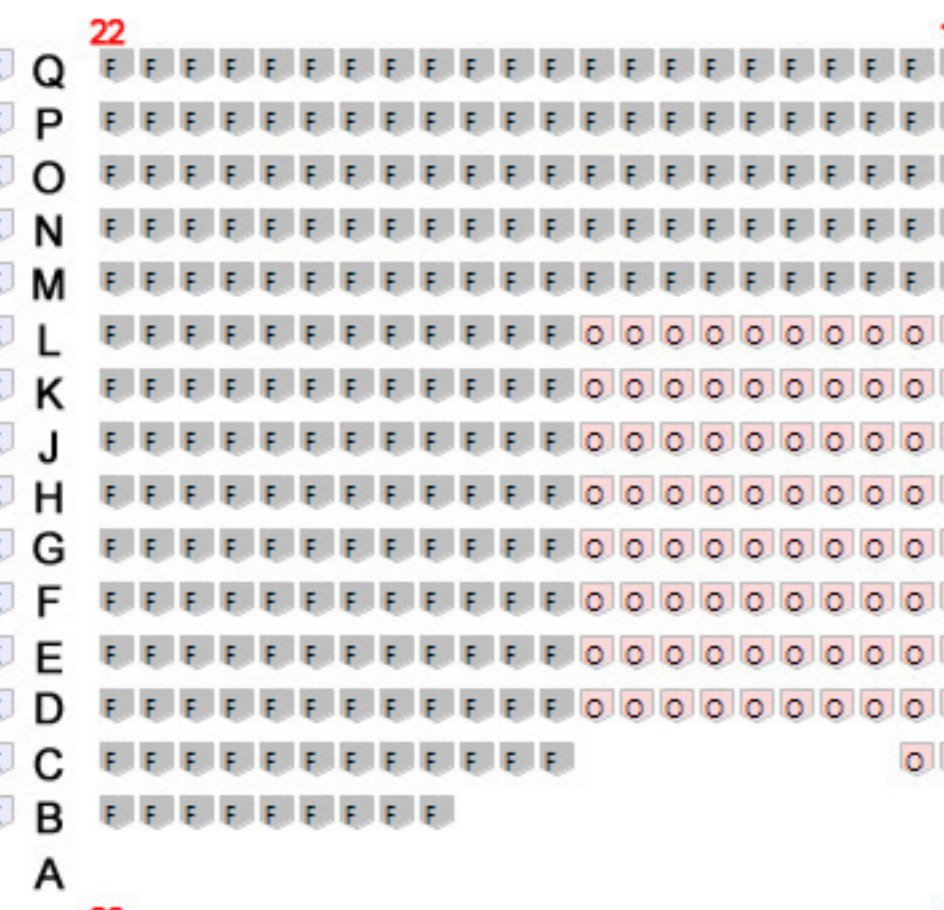 22
Q F F F F F F F F F F F F F F F F F F F F F
P F F F F F F F F F F F F F F F F F F F F F
O F F F F F F F F F F F F F F F F F F F F F
N F F F F F F F F F F F F F F F F F F F F F
M F F F F F F F F F F F F F F F F F F F F F
L F F F F F F F F F F F F O O O O O O O O O
K F F F F F F F F F F F F O O O O O O O O O
J F F F F F F F F F F F F O O O O O O O O O
H F F F F F F F F F F F F O O O O O O O O O
G F F F F F F F F F F F F O O O O O O O O O
F F F F F F F F F F F F F O O O O O O O O O
E F F F F F F F F F F F F O O O O O O O O O
D F F F F F F F F F F F F O O O O O O O O O
C F F F F F F F F F F F F O
B F F F F F F F F F
A